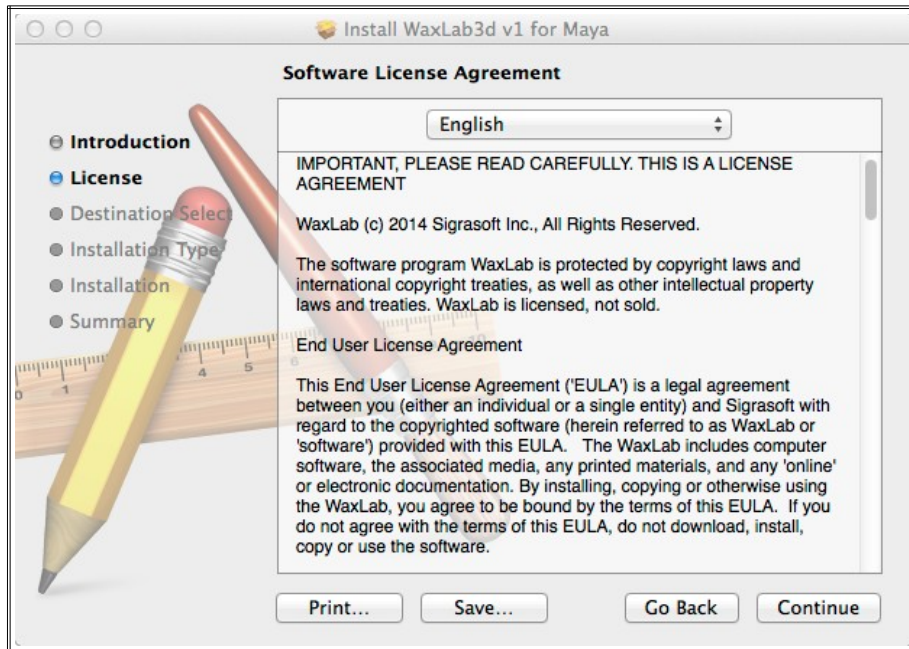 Install WaxLab3d v1 for Maya
Software License Agreement
Introduction
License
Destination Select
Installation Type
Installation
Summary
English
IMPORTANT, PLEASE READ CAREFULLY. THIS IS A LICENSE
AGREEMENT
WaxLab (c) 2014 Sigrasoft Inc., All Rights Reserved.
The software program WaxLab is protected by copyright laws and
international copyright treaties, as well as other intellectual property
laws and treaties. WaxLab is licensed, not sold.
End User License Agreement
This End User License Agreement ('EULA') is a legal agreement
between you (either an individual or a single entity) and Sigrasoft with
regard to the copyrighted software (herein referred to as WaxLab or
'software') provided with this EULA.   The WaxLab includes computer
software, the associated media, any printed materials, and any 'online'
or electronic documentation. By installing, copying or otherwise using
the WaxLab, you agree to be bound by the terms of this EULA.  If you
do not agree with the terms of this EULA, do not download, install,
copy or use the software.
0 1 4 5 6 10
Print... Save... Go Back Continue